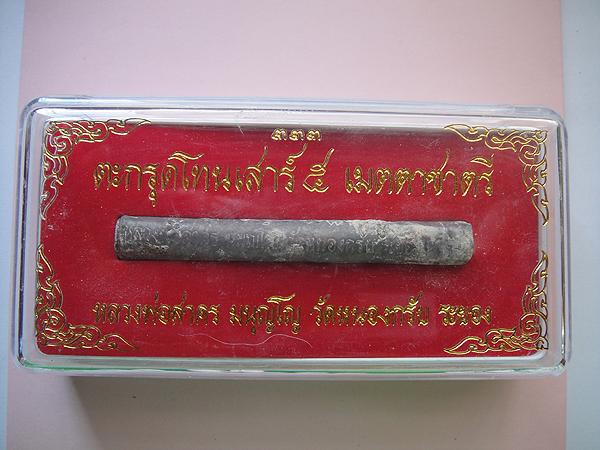 ๓๓๓
ตะกรุดโทนเสาร์ ๕ เมตตาชาตรี
หลวงพ่อสาคร มนุญฺโญ วัดหนองกรับ ระยอง